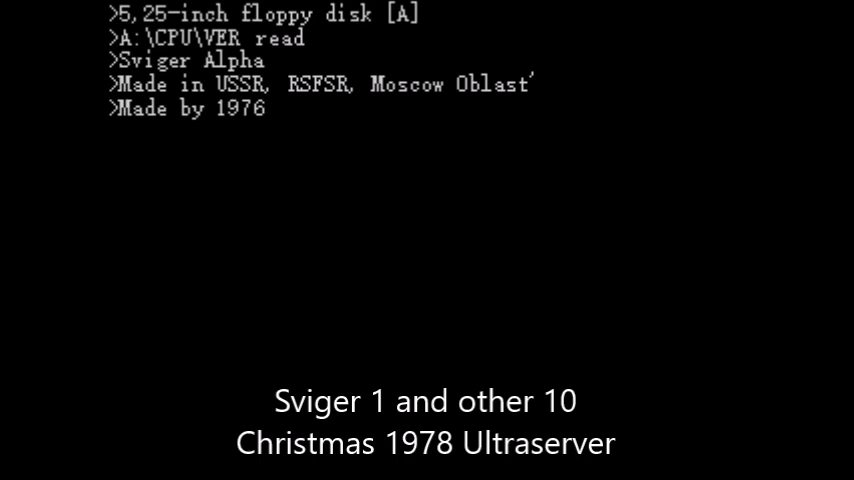 >5,25-inch floppy disk [A]
>A:\CPU\VER read
>Sviger Alpha
>Made in USSR, RSFSR, Moscow Oblast'
>Made by 1976
Sviger 1 and other 10
Christmas 1978 Ultraserver